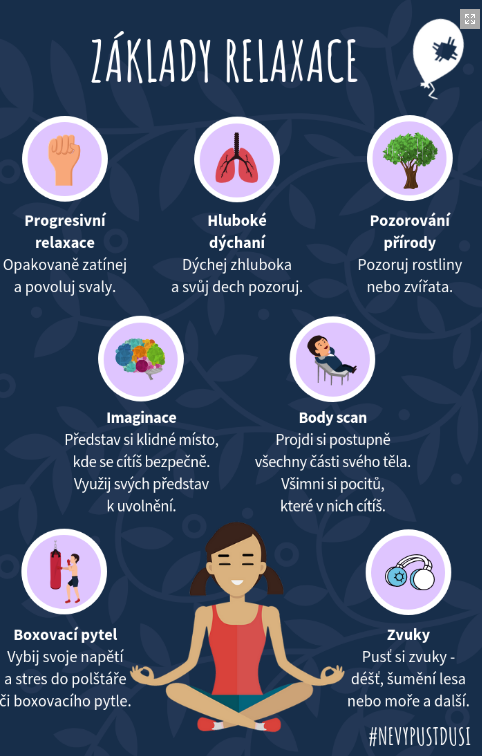 ZÁKLADY RELAXACE
Progresivní
relaxace
Opakovaně zatínej
a povoluj svaly.
Hluboké
dýchaní
Dýchej zhluboka
a svůj dech pozoruj.
Pozorování
přírody
Pozoruj rostliny
nebo zvířata.
Imaginace
Představ si klidné místo,
kde se cítíš bezpečně.
Využij svých představ
k uvolnění.
Body scan
Projdi si postupně
všechny části svého těla.
Všimni si pocitů,
které v nich cítíš.
Boxovací pytel
Vybij svoje napětí
a stres do polštáře
či boxovacího pytle.
Zvuky
Pusť si zvuky -
déšť, šumění lesa
nebo moře a další.
#NEVYPUSTDUSI